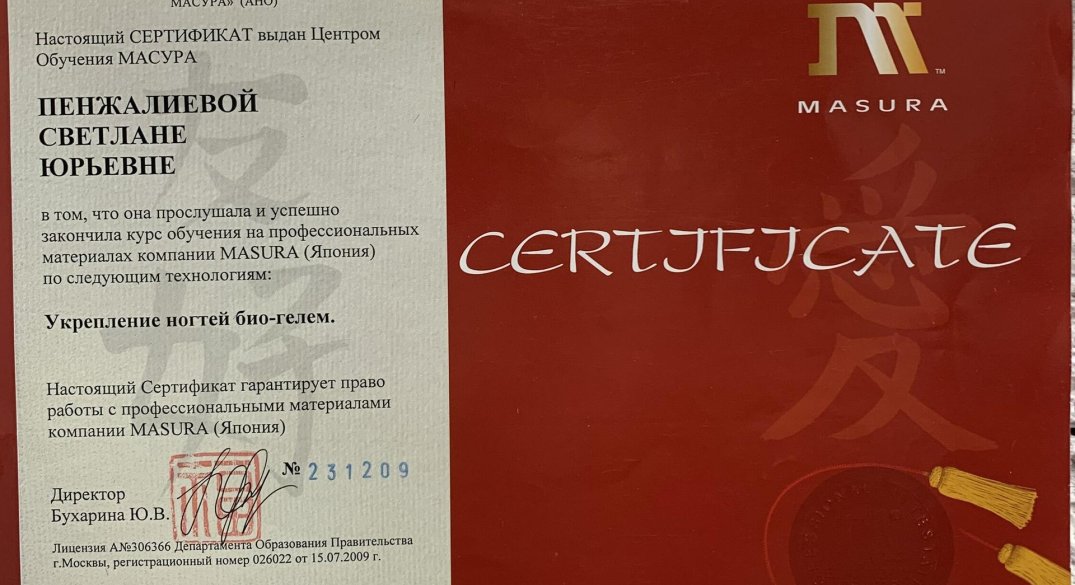 МАСУРА» (АНО)
Настоящий СЕРТИФИКАТ выдан Центром
Обучения МАСУРА
ПЕНЖАЛИЕВОЙ
СВЕТЛАНЕ
ЮРЬЕВНЕ
в том, что она прослушала и успешно
закончила курс обучения на профессиональных
материалах компании MASURA (Япония)
по следующим технологиям:
Укрепление ногтей био-гелем.
Настоящий Сертификат гарантирует право
работы с профессиональными материалами
компании MASURA (Япония)
№ 231209
Директор
Бухарина Ю.В.
Лицензия А№306366 Департамента Образования Правительства
г.Москвы, регистрационный номер 026022 от 15.07.2009 г.
TM
MASURA
CERTIFICATE
愛